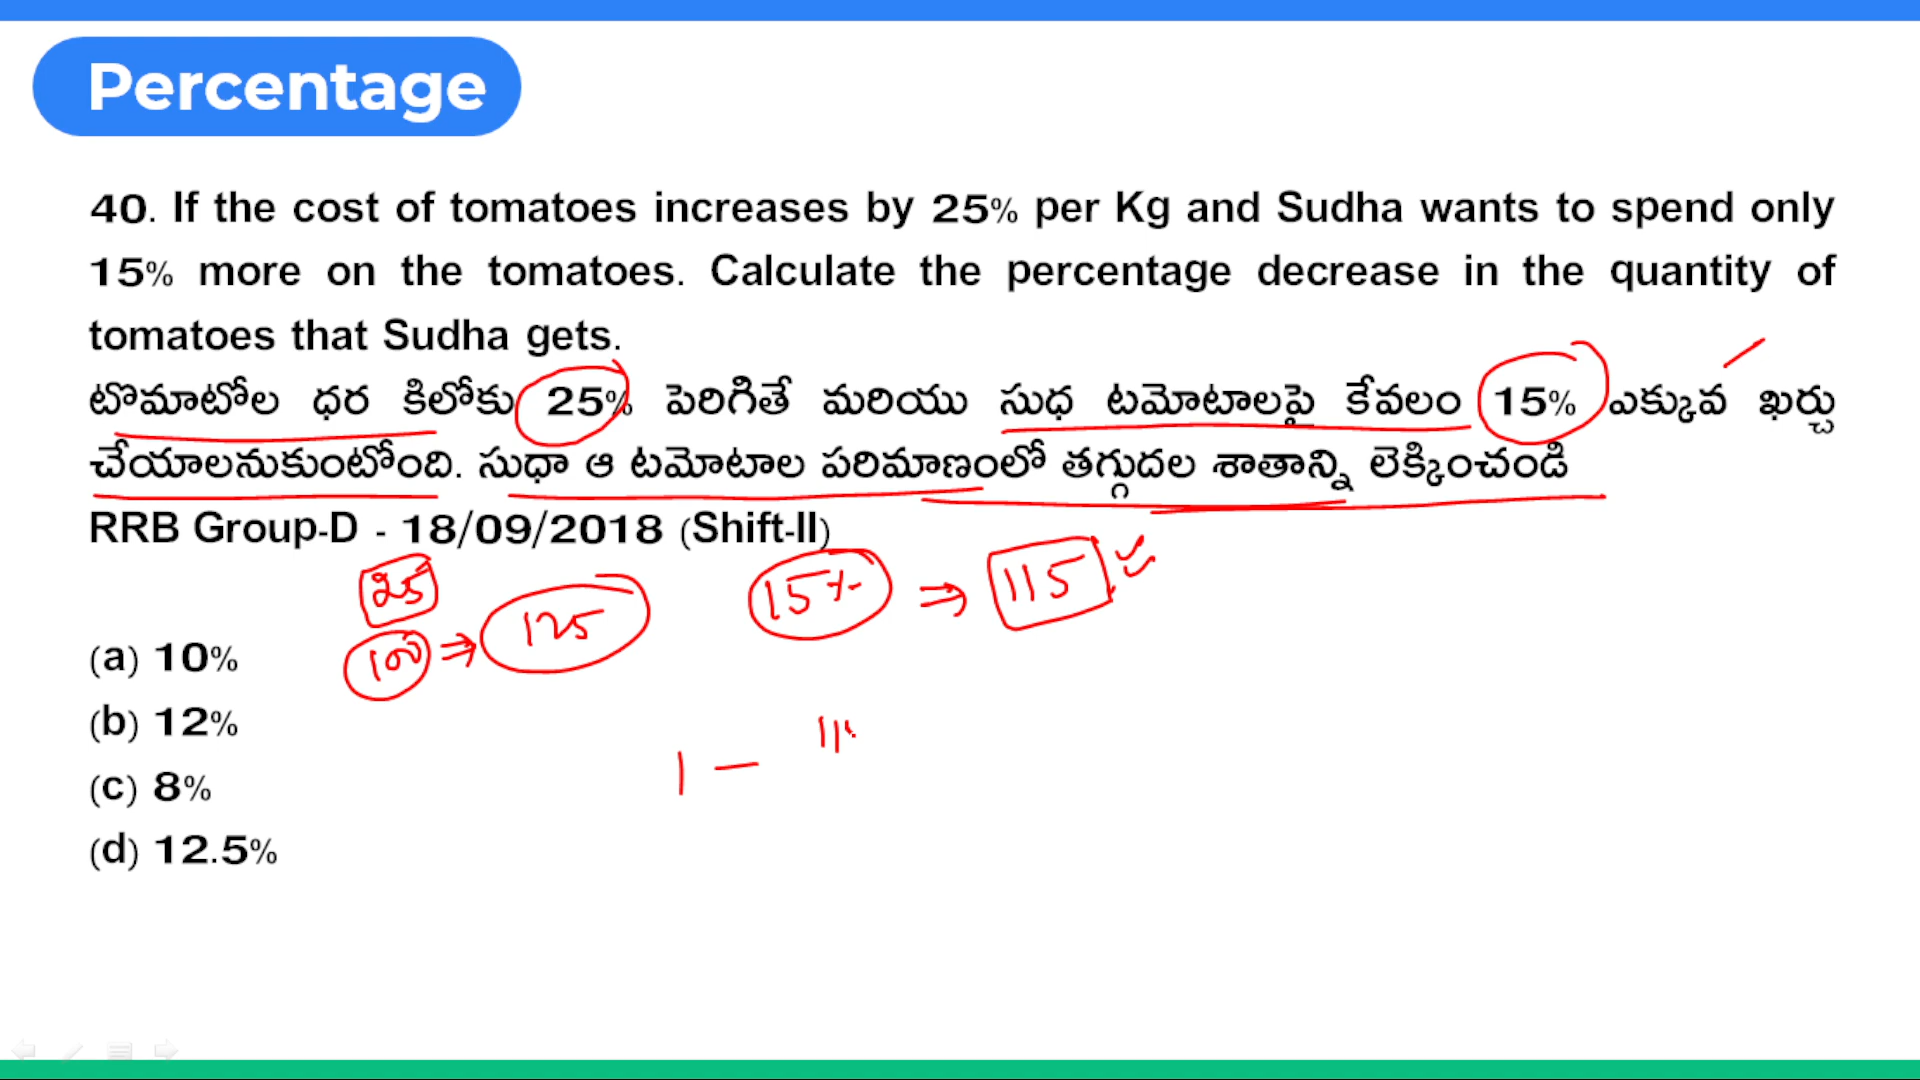 Percentage
40. If the cost of tomatoes increases by 25% per Kg and Sudha wants to spend only
15% more on the tomatoes. Calculate the percentage decrease in the quantity of
tomatoes that Sudha gets.
టొమాటోల ధర కిలోకు 25% పెరిగితే మరియు సుధ టమోటాలపై కేవలం 15% ఎక్కువ ఖర్చు
చేయాలనుకుంటోంది. సుధా ఆ టమోటాల పరిమాణంలో తగ్గుదల శాతాన్ని లెక్కించండి
RRB Group-D - 18/09/2018 (Shift-II)
25
100 ⇒ 125
15% ⇒ 115
(a) 10%
(b) 12%
(c) 8%
(d) 12.5%
1 - 11